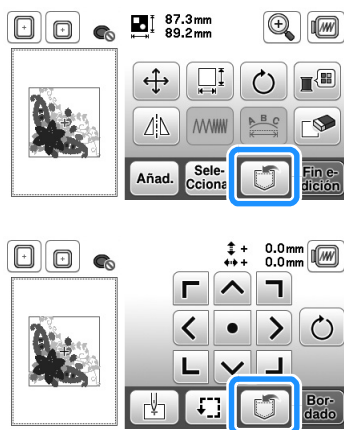 87.3mm
89.2mm
A B C
Añad.
Sele-
Cciona
Fin e-
dición
+ 0.0mm
+ 0.0mm
Bor-
dado